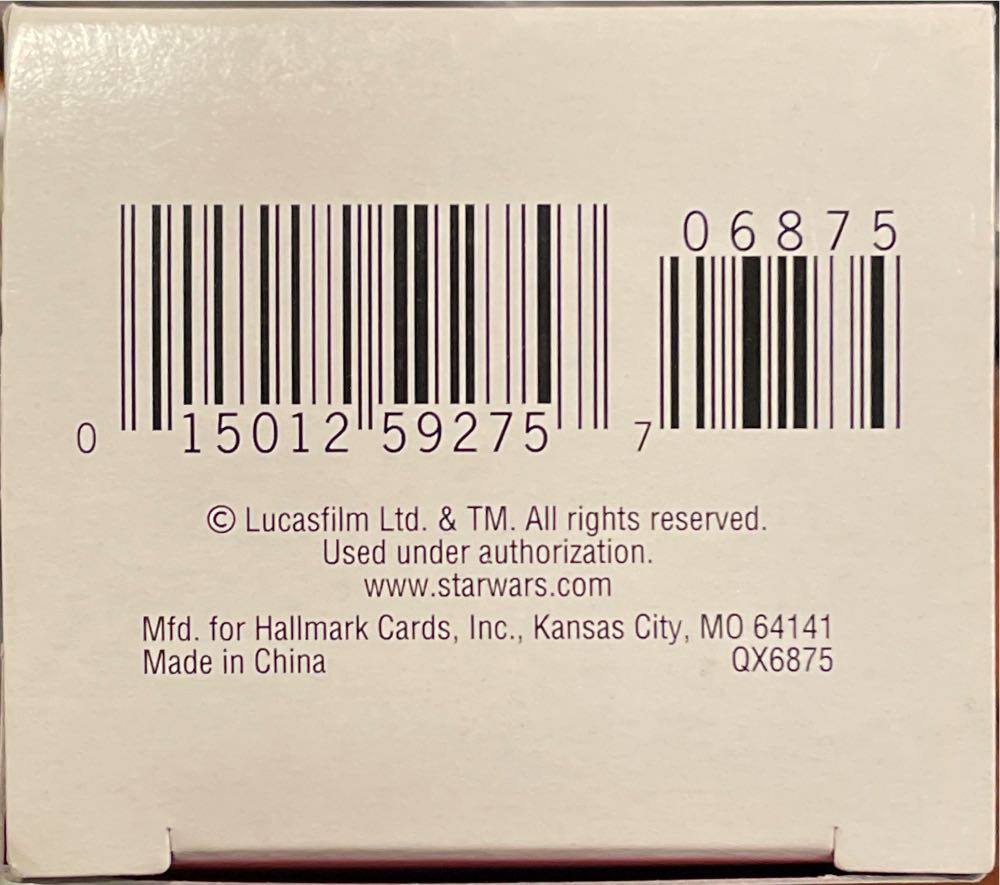 06875
0 15012 59275 7
© Lucasfilm Ltd. & TM. All rights reserved.
Used under authorization.
www.starwars.com
Mfd. for Hallmark Cards, Inc., Kansas City, MO 64141
Made in China QX6875